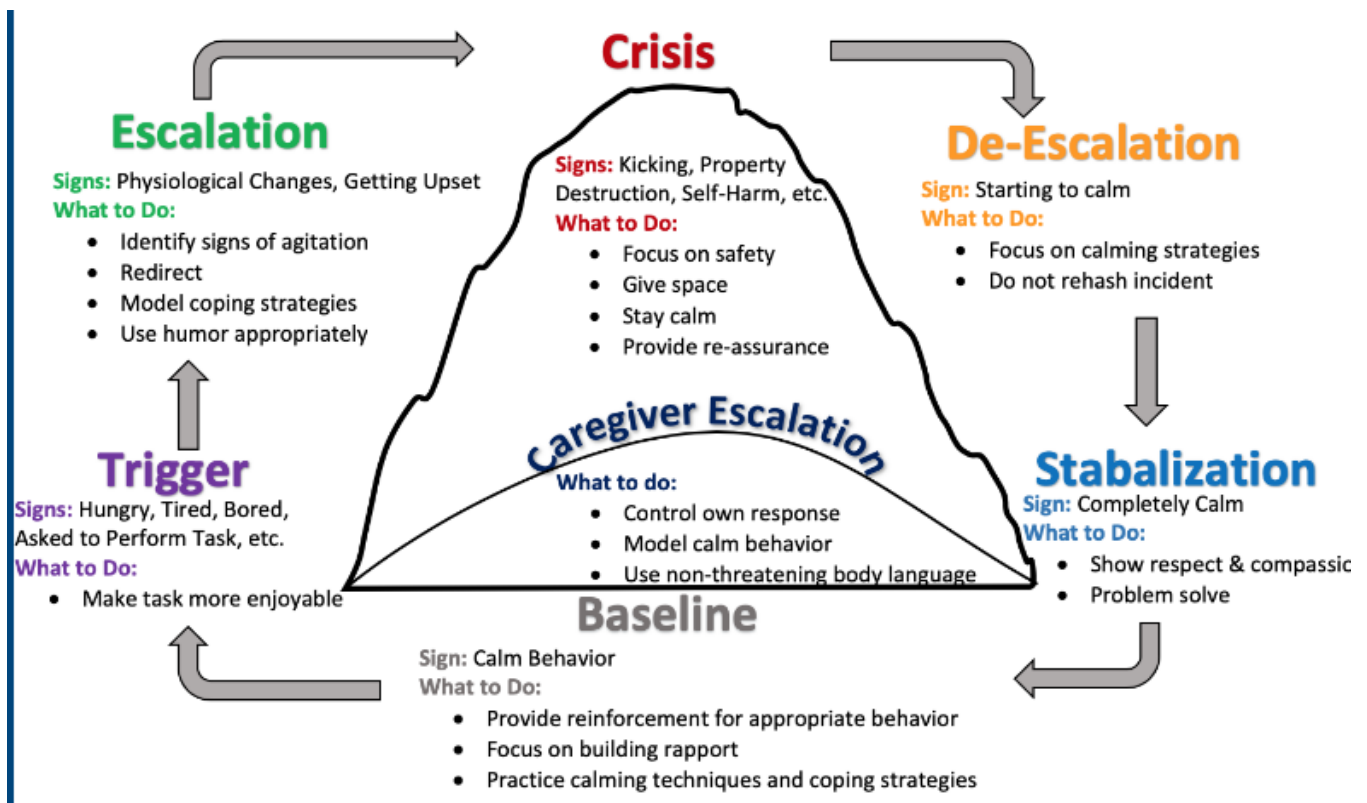 Crisis
Escalation
Signs: Physiological Changes, Getting Upset
What to Do:
• Identify signs of agitation
• Redirect
• Model coping strategies
• Use humor appropriately
Signs: Kicking, Property
Destruction, Self-Harm, etc.
What to Do:
• Focus on safety
• Give space
• Stay calm
• Provide re-assurance
De-Escalation
Sign: Starting to calm
What to Do:
• Focus on calming strategies
• Do not rehash incident
Trigger
Signs: Hungry, Tired, Bored,
Asked to Perform Task, etc.
What to Do:
• Make task more enjoyable
Caregiver Escalation
What to do:
• Control own response
• Model calm behavior
• Use non-threatening body language
Stabalization
Sign: Completely Calm
What to Do:
• Show respect & compassic
• Problem solve
Baseline
Sign: Calm Behavior
What to Do:
• Provide reinforcement for appropriate behavior
• Focus on building rapport
• Practice calming techniques and coping strategies